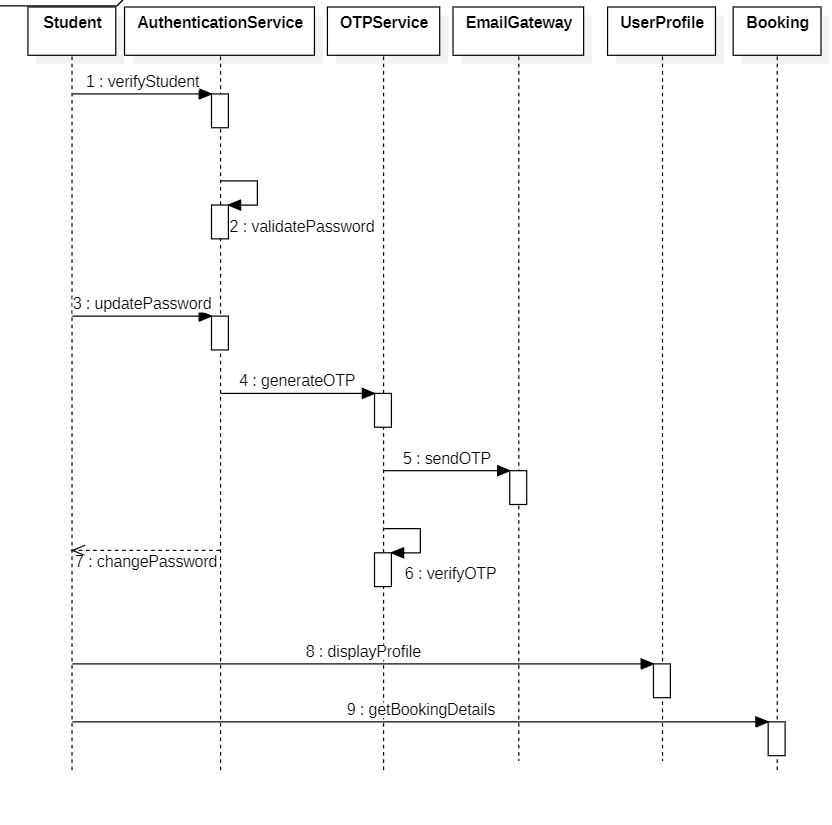 Student
AuthenticationService
OTPService
EmailGateway
UserProfile
Booking
1 : verifyStudent
2 : validatePassword
3 : updatePassword
4 : generateOTP
5 : sendOTP
7 : changePassword
6 : verifyOTP
8 : displayProfile
9 : getBookingDetails